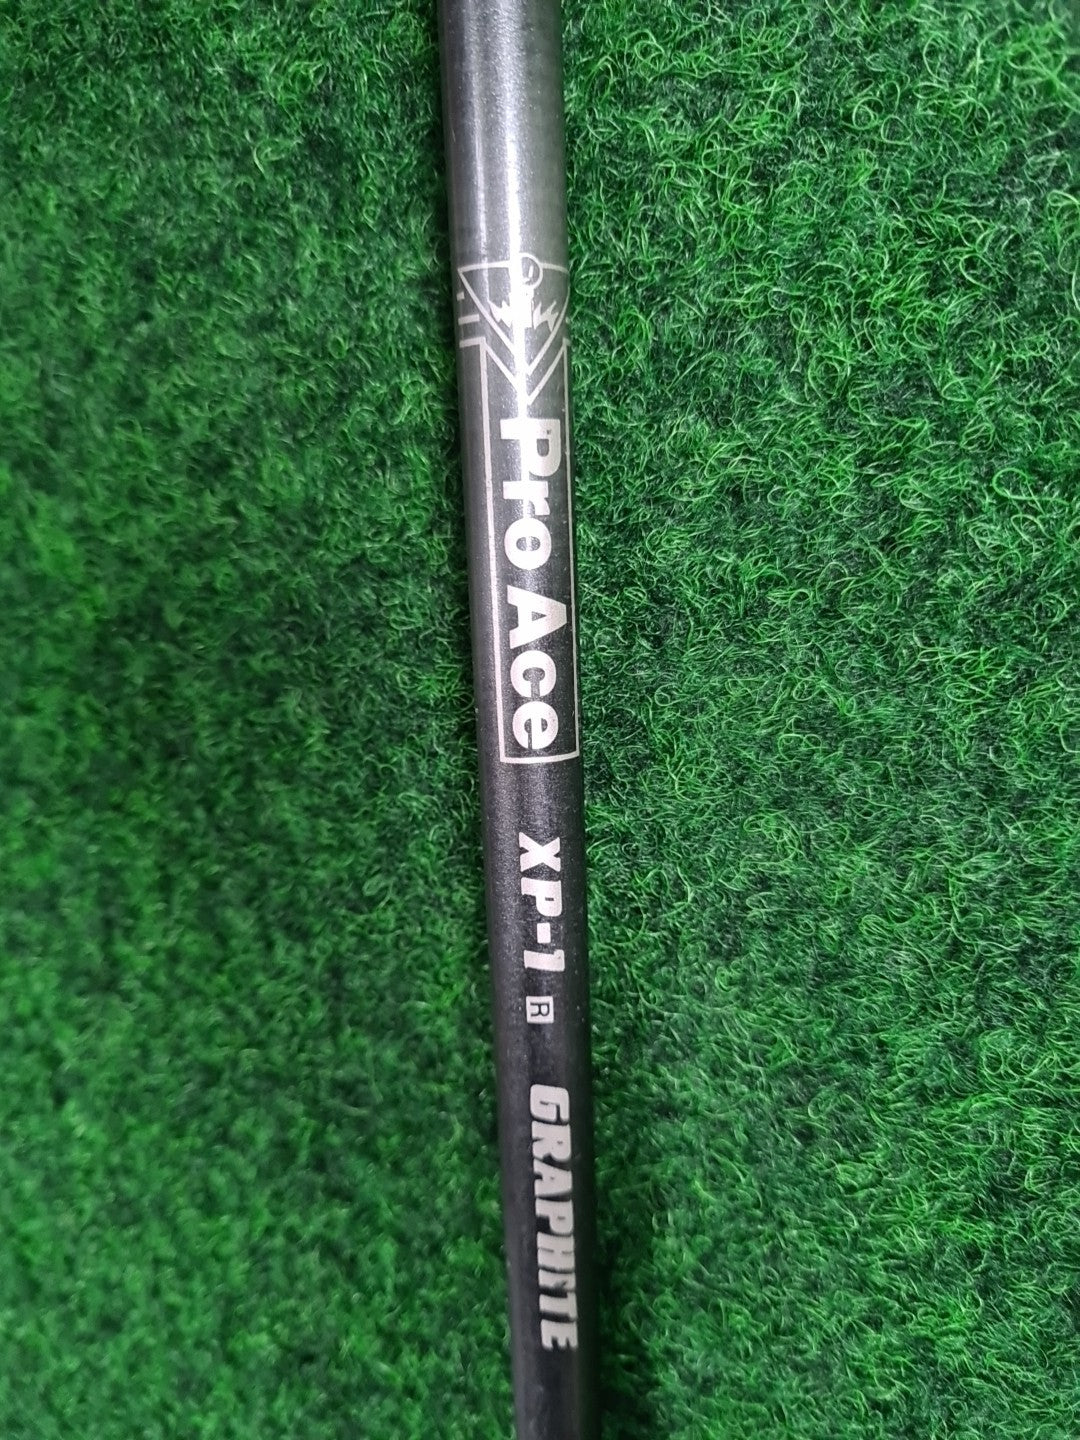 Pro Ace
XP-1 R
GRAPHITE